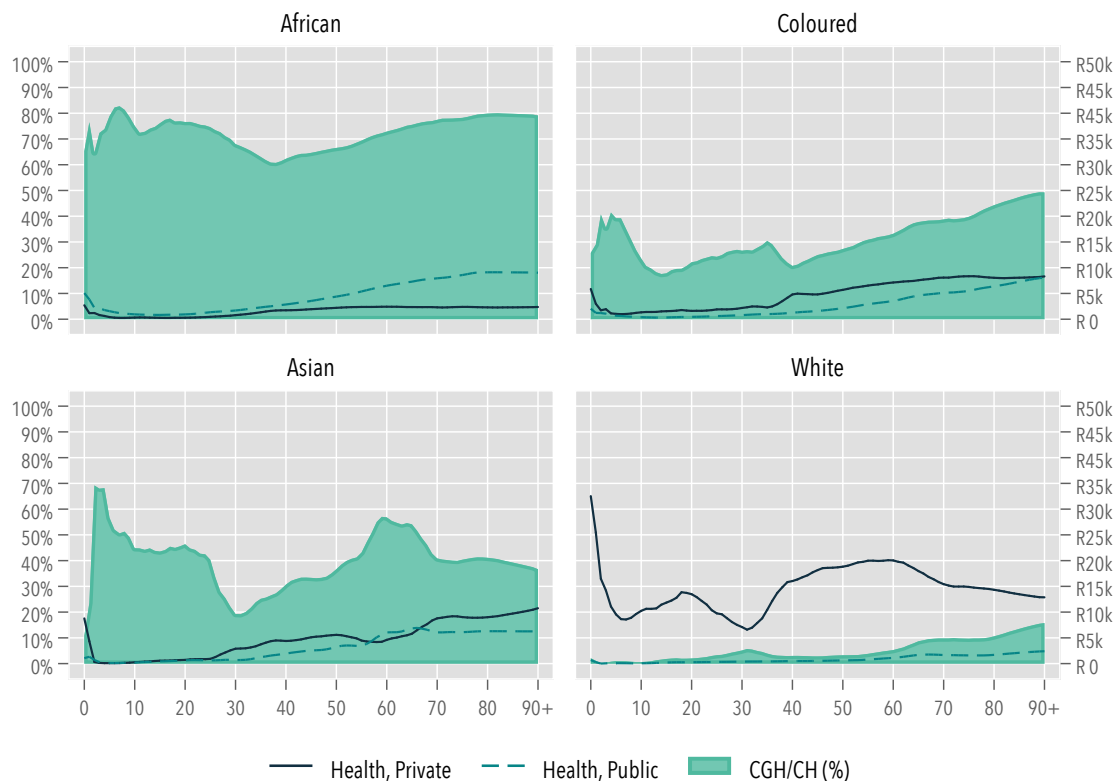 African Coloured
100% R50k
90% R45k
80% R45k
70% R35k
60% R30k
50% R25k
40% R20k
30% R15k
20% R10k
10% R5k
0% R 0
Asian White
100% R50k
90% R45k
80% R45k
70% R35k
60% R30k
50% R25k
40% R20k
30% R15k
20% R10k
10% R5k
0% R 0
0 10 20 30 40 50 60 70 80 90+ 0 10 20 30 40 50 60 70 80 90+
Health, Private Health, Public CGH/CH (%)